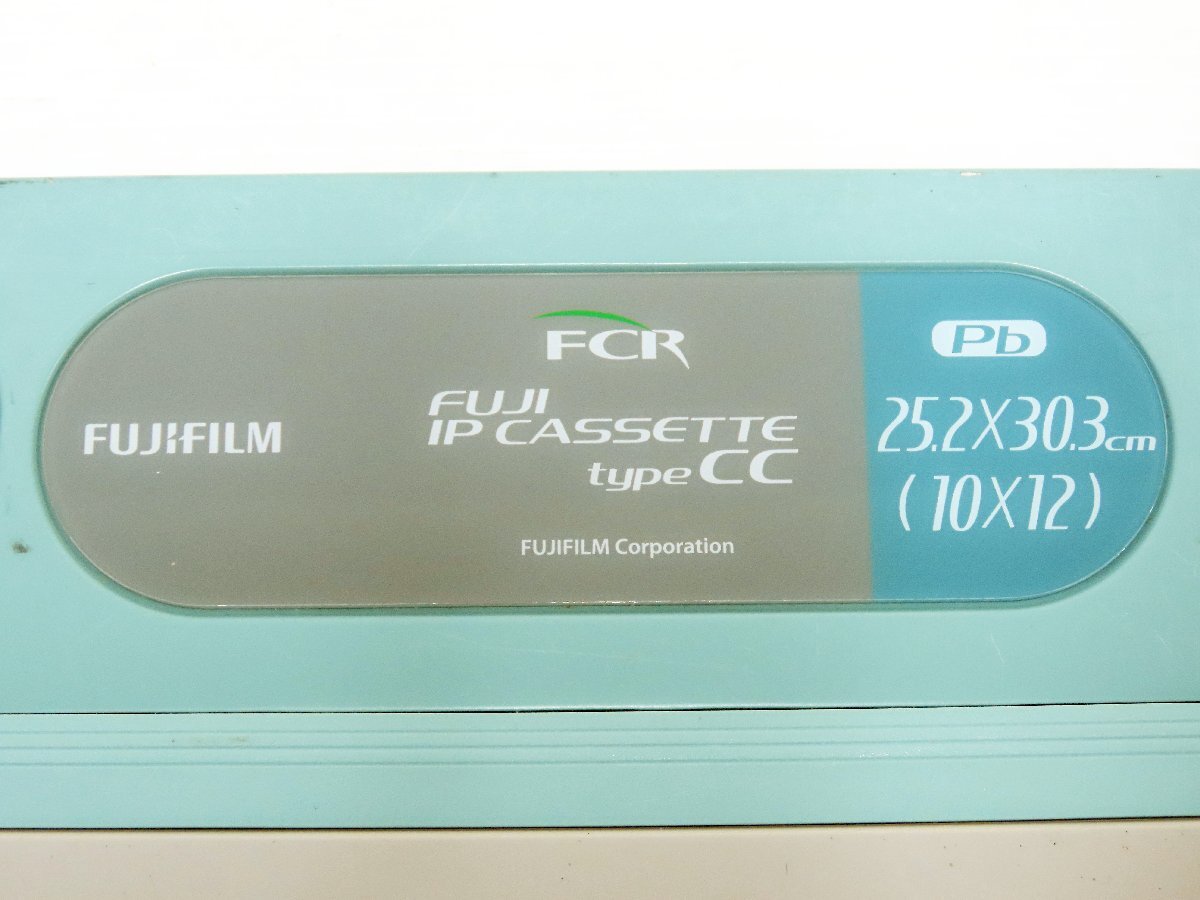 FUJIFILM
FCR
FUJI
IP CASSETTE
type CC
FUJIFILM Corporation
Pb
25.2X30.3cm
(10X12)